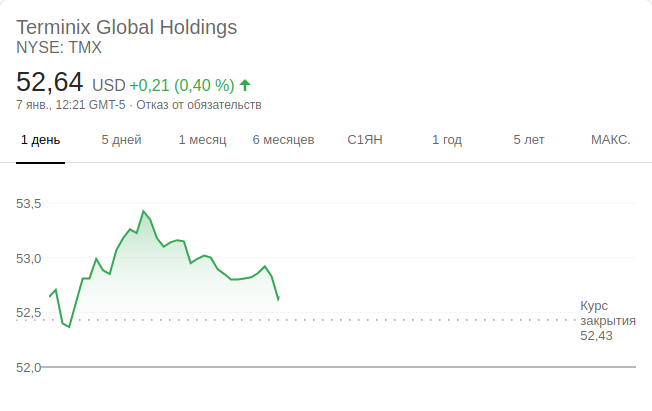 Terminix Global Holdings
NYSE: TMX
52,64 USD +0,21 (0,40 %)
7 янв., 12:21 GMT-5 · Отказ от обязательств
1 день 5 дней 1 месяц 6 месяцев С1ЯН 1 год 5 лет МАКС.
53,5
53,0
52,5
Курс
закрытия
52,43
52,0